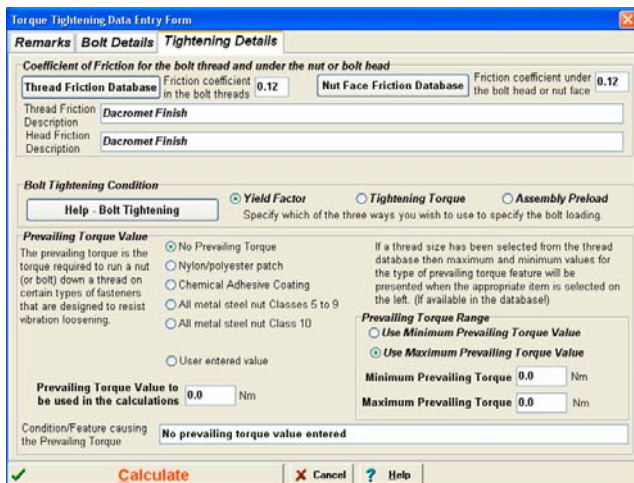 Torque Tightening Data Entry Form
Remarks Bolt Details Tightening Details
Coefficient of Friction for the bolt thread and under the nut or bolt head
Thread Friction Database Friction coefficient in the bolt threads 0.12 Nut Face Friction Database Friction coefficient under the bolt head or nut face 0.12
Thread Friction Description Dacromet Finish
Head Friction Description Dacromet Finish
Bolt Tightening Condition
Help - Bolt Tightening
Yield Factor Tightening Torque Assembly Preload
Specify which of the three ways you wish to use to specify the bolt loading.
Prevailing Torque Value
The prevailing torque is the
torque required to run a nut
(or bolt) down a thread on
certain types of fasteners
that are designed to resist
vibration loosening.
No Prevailing Torque
Nylon/polyester patch
Chemical Adhesive Coating
All metal steel nut Classes 5 to 9
All metal steel nut Class 10
User entered value
If a thread size has been selected from the thread
database then maximum and minimum values for
the type of prevailing torque feature will be
presented when the appropriate item is selected on
the left. (If available in the database!)
Prevailing Torque Range
Use Minimum Prevailing Torque Value
Use Maximum Prevailing Torque Value
Minimum Prevailing Torque 0.0 Nm
Maximum Prevailing Torque 0.0 Nm
Prevailing Torque Value to
be used in the calculations 0.0 Nm
Condition/Feature causing
the Prevailing Torque No prevailing torque value entered
Calculate Cancel Help